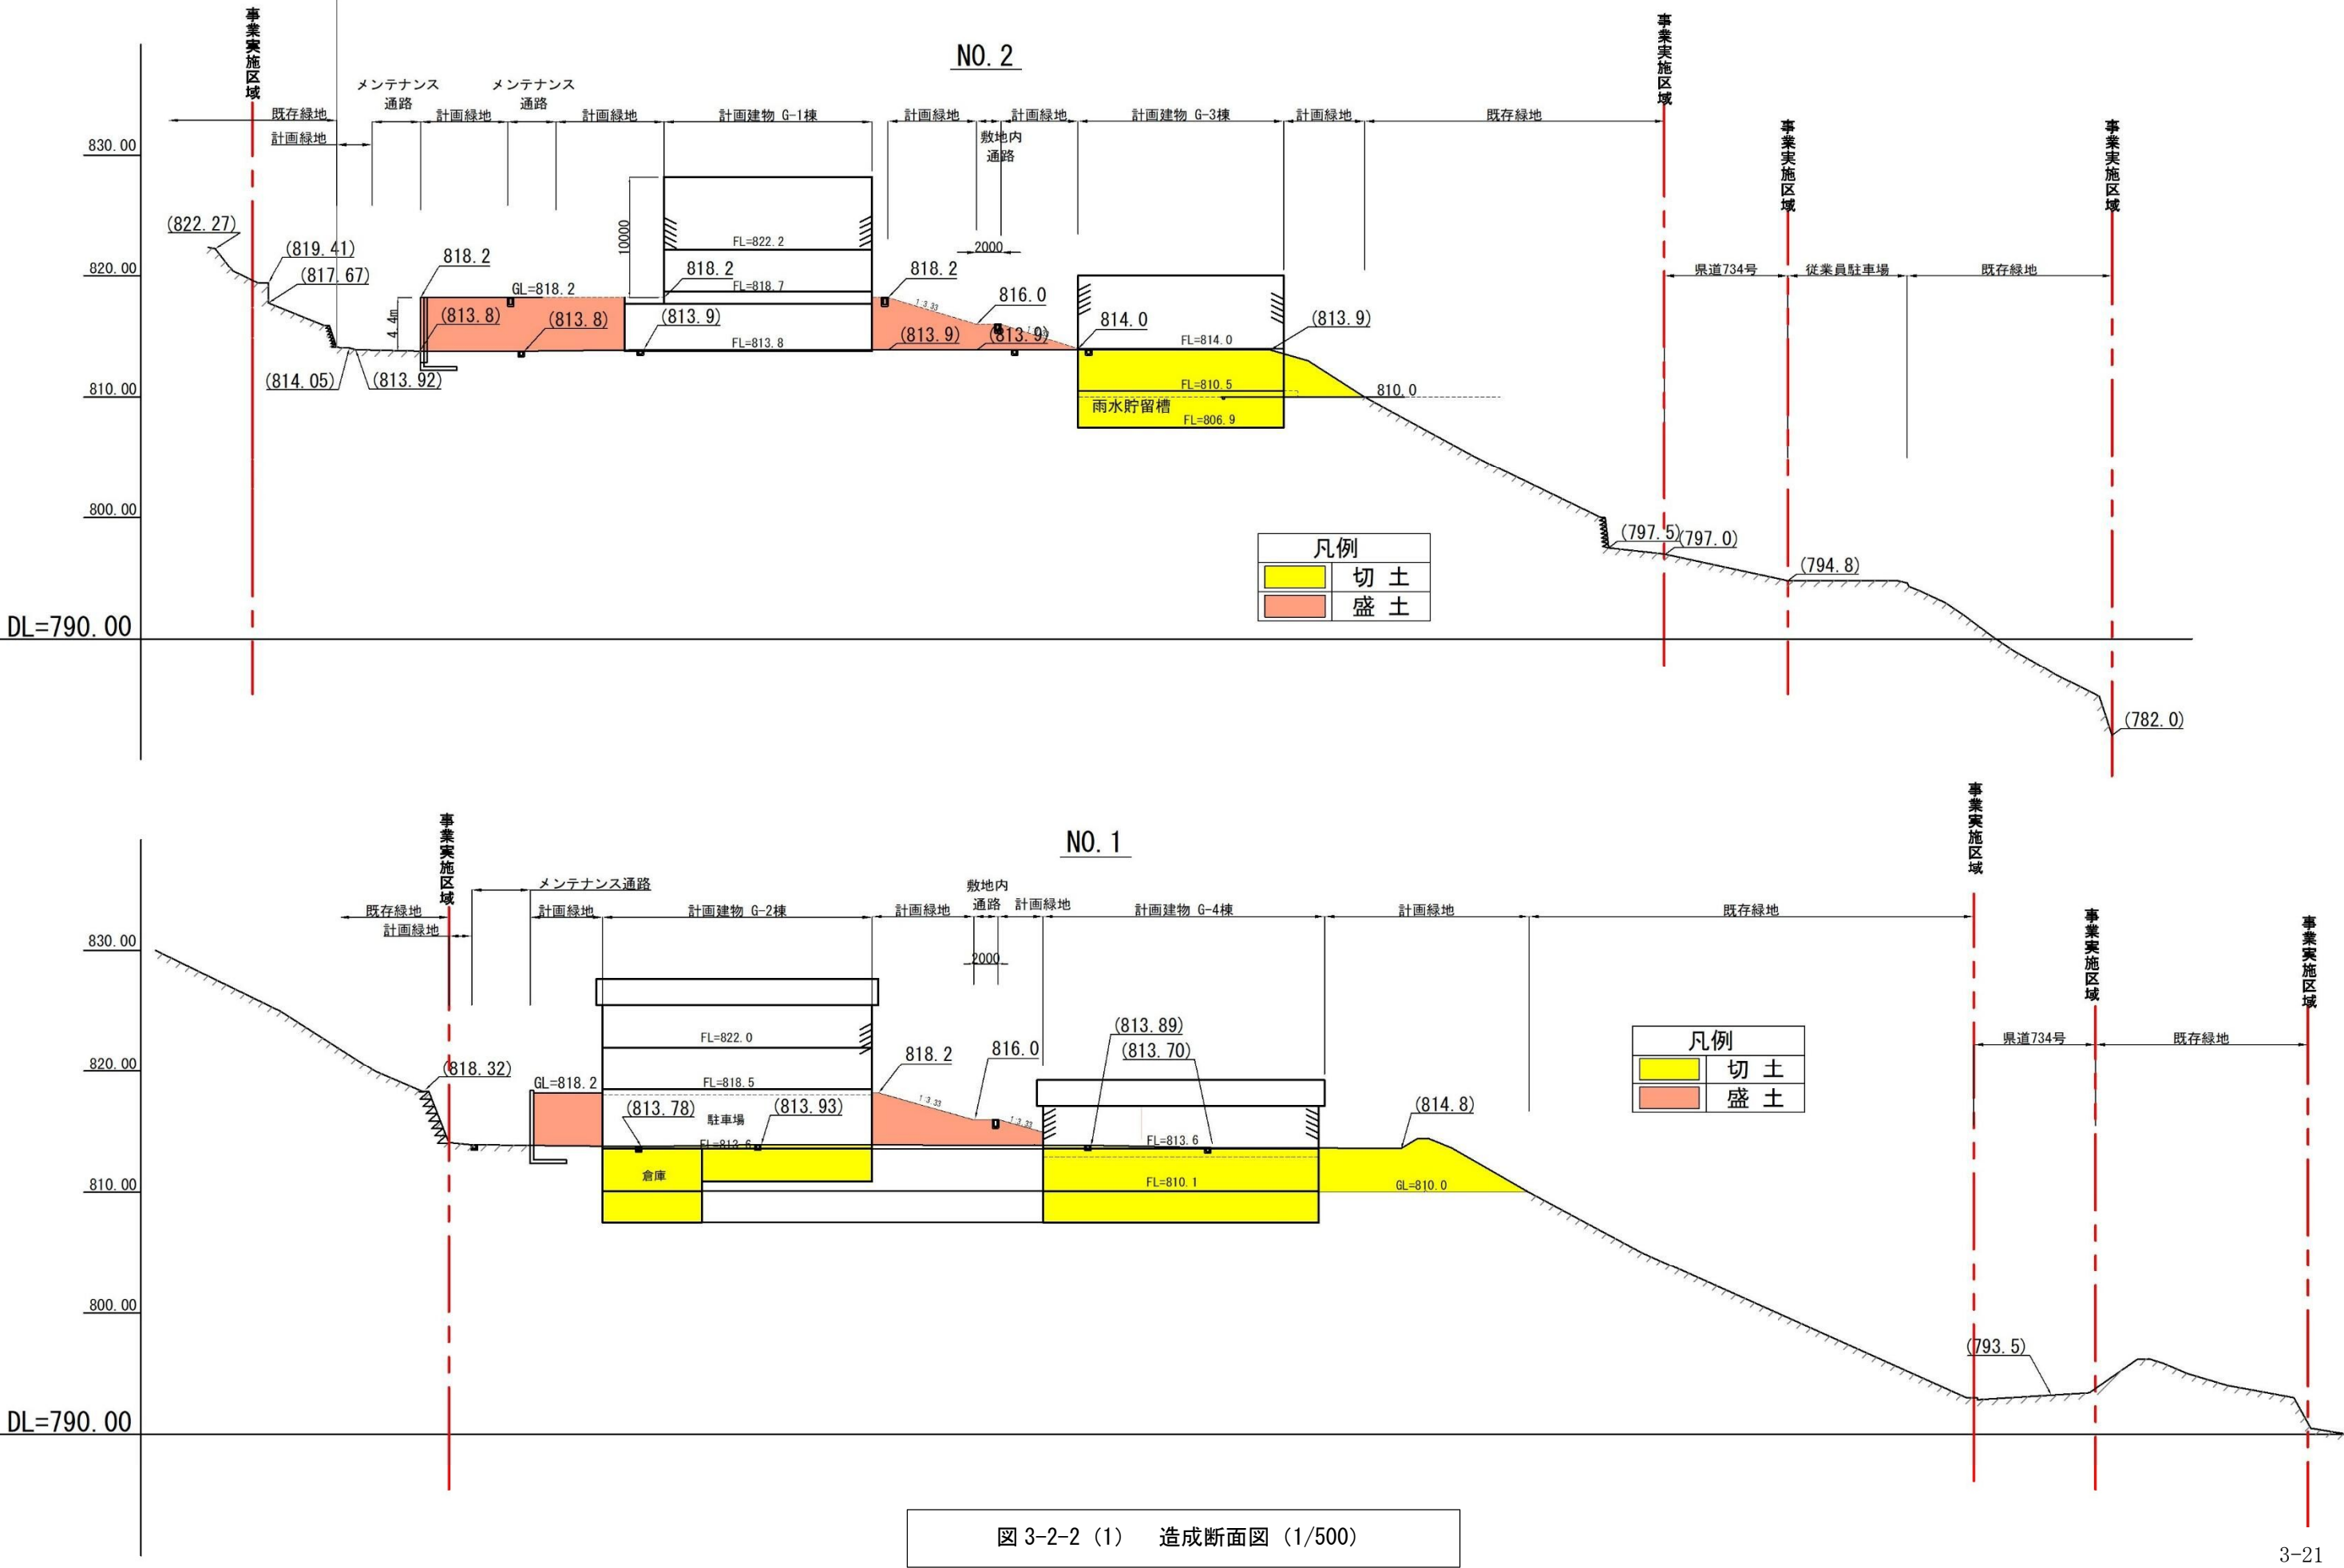 NO. 2
事業実施区域
事業実施区域
事業実施区域
事業実施区域
メンテナンス
通路
メンテナンス
通路
既存緑地
計画緑地
計画緑地
計画緑地
計画建物 G-1棟
計画緑地
敷地内
通路
計画緑地
計画建物 G-3棟
計画緑地
既存緑地
県道734号
従業員駐車場
既存緑地
830.00
820.00
810.00
800.00
DL=790.00
(822.27)
(819.41)
(817.67)
818.2
GL=818.2
4.4m
(813.8)
(813.8)
(814.05)
(813.92)
10000
FL=822.2
818.2
FL=818.7
(813.9)
FL=813.8
818.2
1:3.33
2000
816.0
1:3.33
(813.9)
(813.9)
814.0
(813.9)
FL=814.0
FL=810.5
810.0
雨水貯留槽
FL=806.9
(797.5)
(797.0)
(794.8)
(782.0)
凡例
切 土
盛 土
NO. 1
事業実施区域
事業実施区域
事業実施区域
事業実施区域
メンテナンス通路
既存緑地
計画緑地
計画緑地
計画建物 G-2棟
計画緑地
敷地内
通路
計画緑地
計画建物 G-4棟
計画緑地
既存緑地
県道734号
既存緑地
830.00
820.00
810.00
800.00
DL=790.00
(818.32)
GL=818.2
FL=822.0
FL=818.5
(813.78)
駐車場
(813.93)
FL=813.6
倉庫
818.2
1:3.33
2000
816.0
1:3.33
(813.89)
(813.70)
FL=813.6
FL=810.1
(814.8)
GL=810.0
(793.5)
凡例
切 土
盛 土
図 3-2-2 (1) 造成断面図 (1/500)
3-21